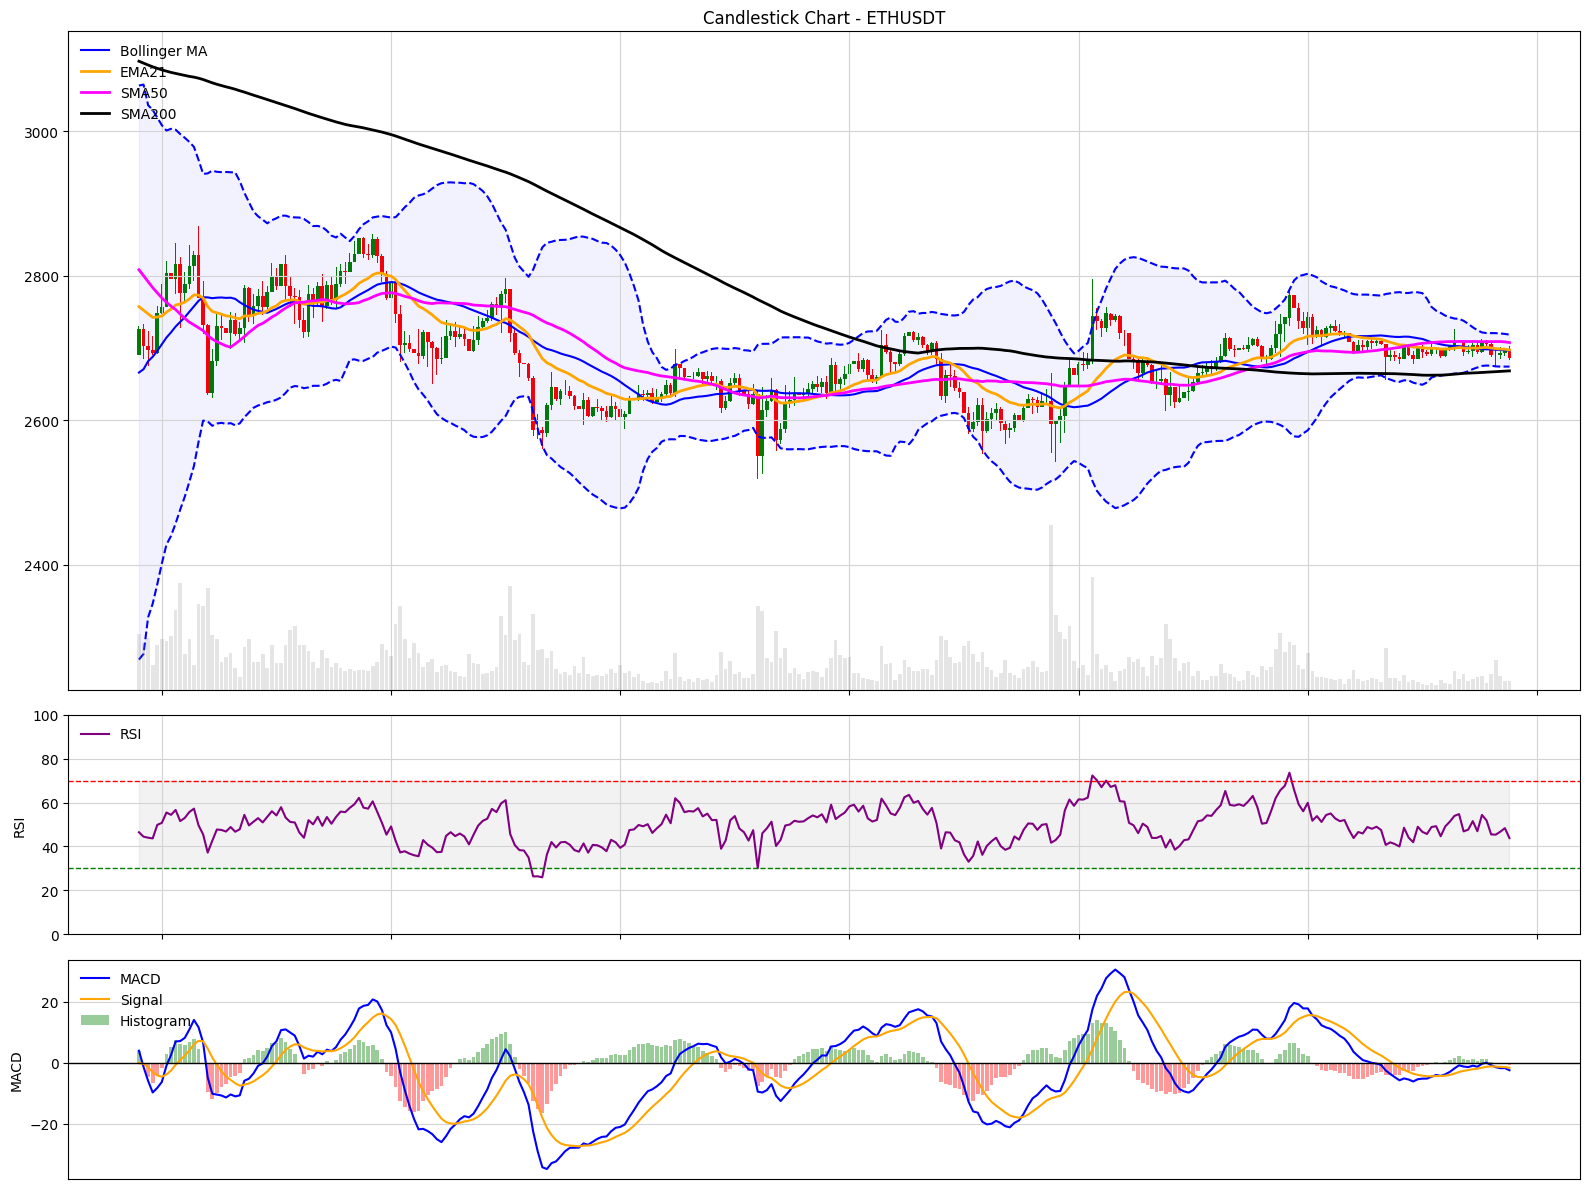 Candlestick Chart - ETHUSDT
Bollinger MA
EMA21
SMA50
SMA200
3000
2800
2600
2400
RSI
100
80
60
40
20
0
RSI
MACD
Signal
Histogram
20
0
−20
MACD